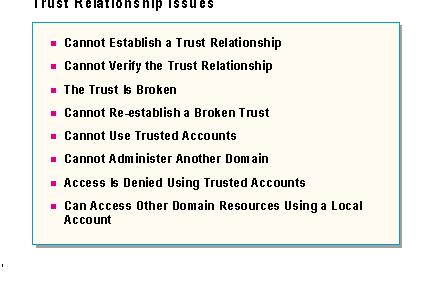 Trust Relationship Issues
Cannot Establish a Trust Relationship
Cannot Verify the Trust Relationship
The Trust Is Broken
Cannot Re-establish a Broken Trust
Cannot Use Trusted Accounts
Cannot Administer Another Domain
Access Is Denied Using Trusted Accounts
Can Access Other Domain Resources Using a Local
Account